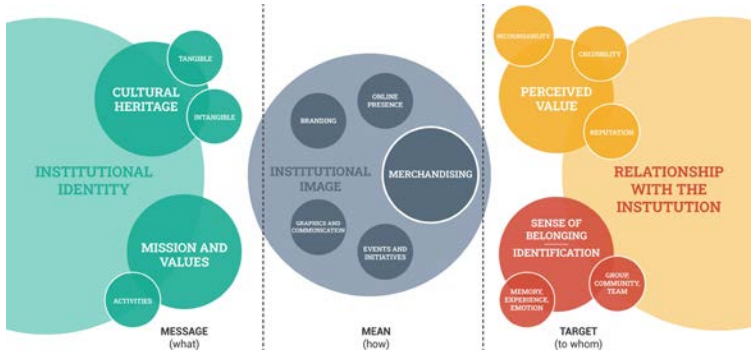 TANGIBLE
CULTURAL
HERITAGE
INTANGIBLE
INSTITUTIONAL
IDENTITY
MISSION AND
VALUES
ACTIVITIES
MESSAGE
(what)
ONLINE
PRESENCE
BRANDING
INSTITUTIONAL
IMAGE
MERCHANDISING
GRAPHICS AND
COMMUNICATION
EVENTS AND
INITIATIVES
MEAN
(how)
CREDIBILITY
PERCEIVED
VALUE
REPUTATION
RELATIONSHIP
WITH THE
INSTUTUTION
SENSE OF
BELONGING
IDENTIFICATION
GROUP,
COMMUNITY,
TEAM
MEMORY,
EXPERIENCE,
EMOTION
TARGET
(to whom)